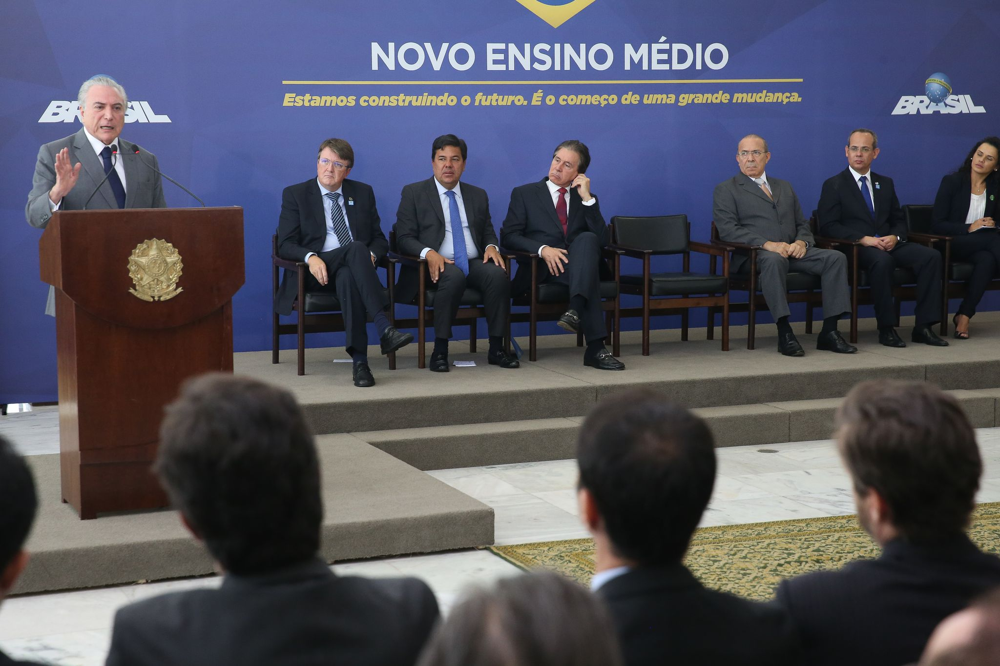 NOVO ENSINO MÉDIO
Estamos construindo o futuro. É o começo de uma grande mudança.
BRASIL
BRASIL